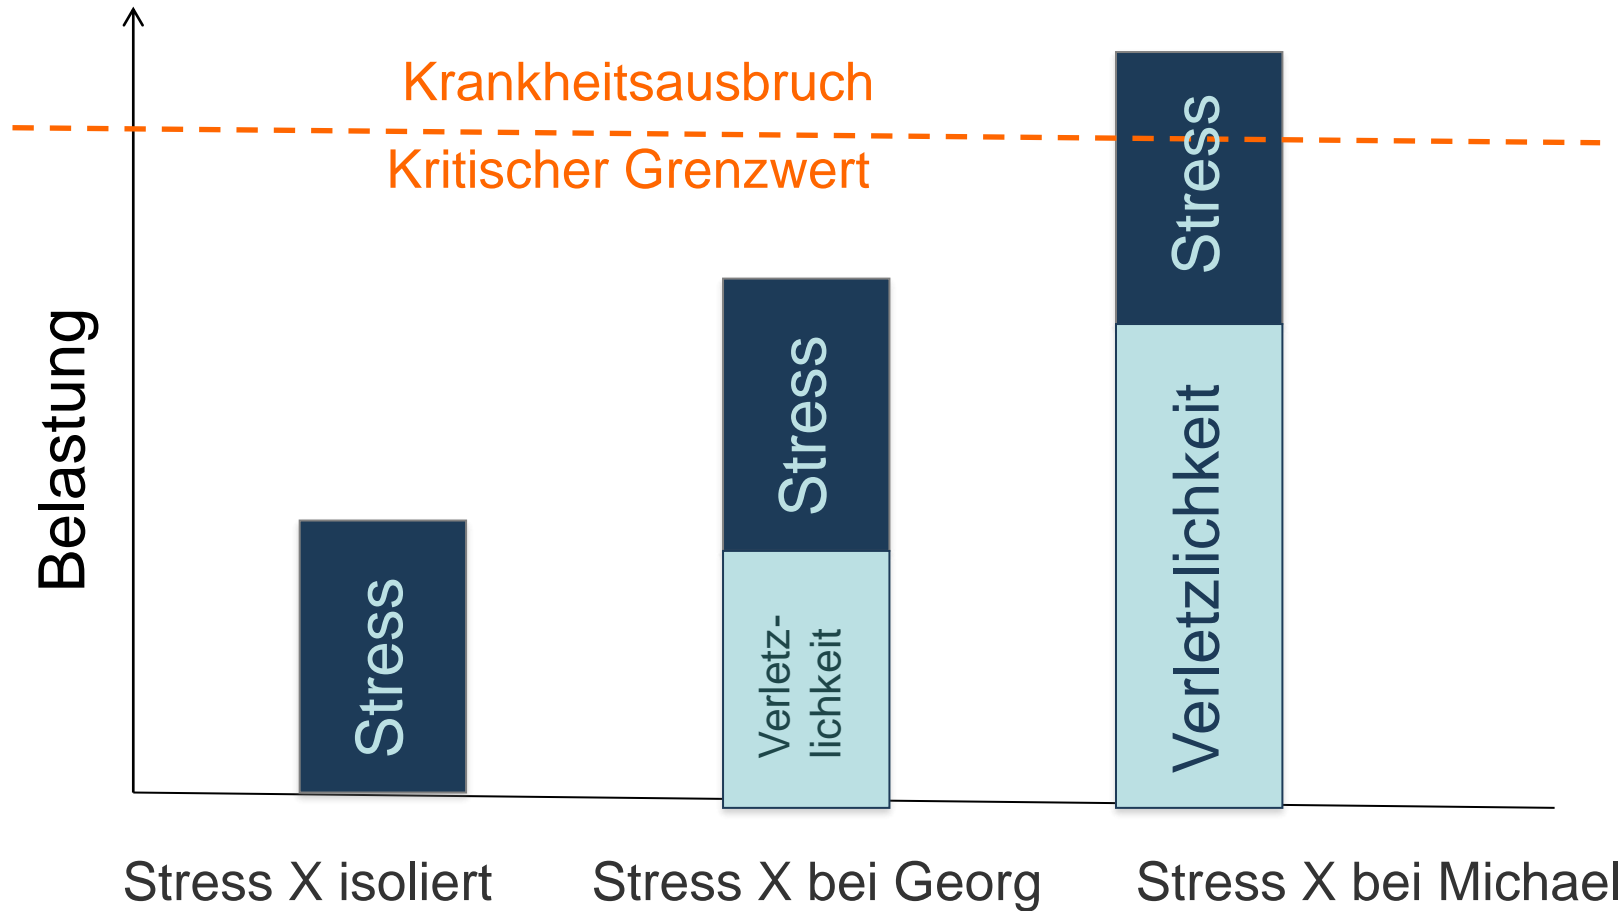 Krankheitsausbruch
Kritischer Grenzwert
Belastung
Stress
Stress
Verletz-
lichkeit
Stress
Verletzlichkeit
Stress X isoliert
Stress X bei Georg
Stress X bei Michael